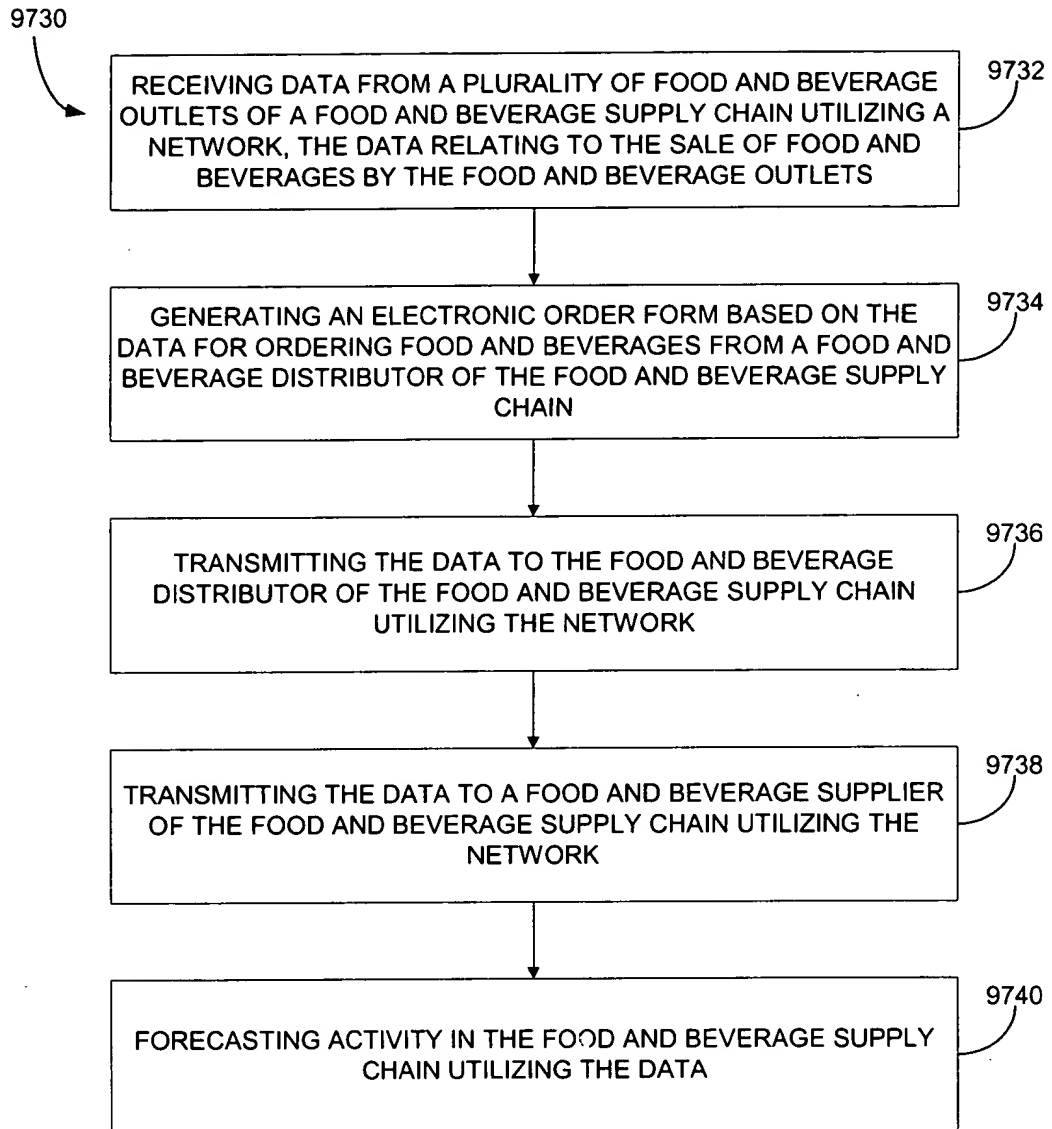 9730
9732
RECEIVING DATA FROM A PLURALITY OF FOOD AND BEVERAGE
OUTLETS OF A FOOD AND BEVERAGE SUPPLY CHAIN UTILIZING A
NETWORK, THE DATA RELATING TO THE SALE OF FOOD AND
BEVERAGES BY THE FOOD AND BEVERAGE OUTLETS
9734
GENERATING AN ELECTRONIC ORDER FORM BASED ON THE
DATA FOR ORDERING FOOD AND BEVERAGES FROM A FOOD AND
BEVERAGE DISTRIBUTOR OF THE FOOD AND BEVERAGE SUPPLY
CHAIN
9736
TRANSMITTING THE DATA TO THE FOOD AND BEVERAGE
DISTRIBUTOR OF THE FOOD AND BEVERAGE SUPPLY CHAIN
UTILIZING THE NETWORK
9738
TRANSMITTING THE DATA TO A FOOD AND BEVERAGE SUPPLIER
OF THE FOOD AND BEVERAGE SUPPLY CHAIN UTILIZING THE
NETWORK
9740
FORECASTING ACTIVITY IN THE FOOD AND BEVERAGE SUPPLY
CHAIN UTILIZING THE DATA